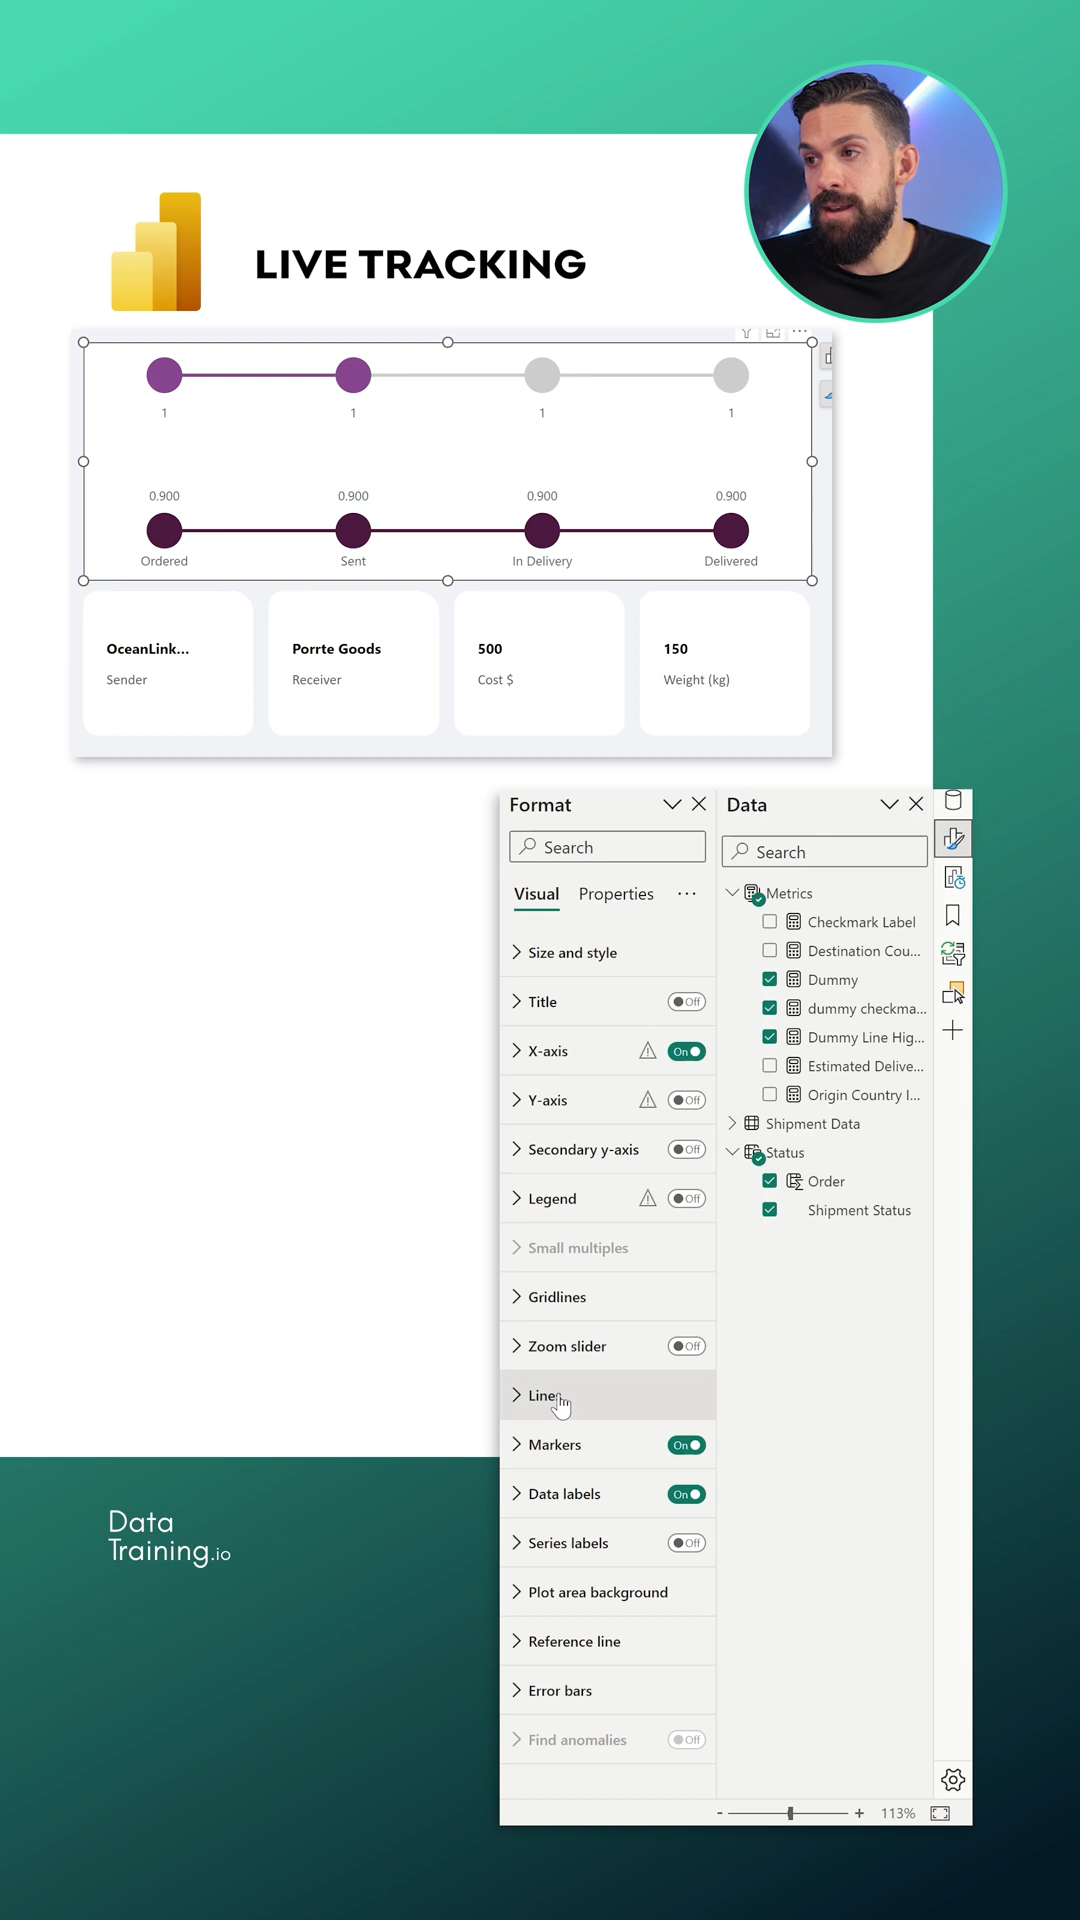 LIVE TRACKING
1 1 1 1
0.900 0.900 0.900 0.900
Ordered Sent In Delivery Delivered
OceanLink... Porrte Goods 500 150
Sender Receiver Cost $ Weight (kg)
Format
Search
Visual Properties ...
Size and style
Title Off
X-axis On
Y-axis Off
Secondary y-axis Off
Legend Off
Small multiples
Gridlines
Zoom slider Off
Line
Markers On
Data labels On
Series labels Off
Plot area background
Reference line
Error bars
Find anomalies Off
Data
Search
Metrics
Checkmark Label
Destination Cou...
Dummy
dummy checkma...
Dummy Line Hig...
Estimated Delive...
Origin Country I...
Shipment Data
Status
Order
Shipment Status
- + 113%
Data
Training.io